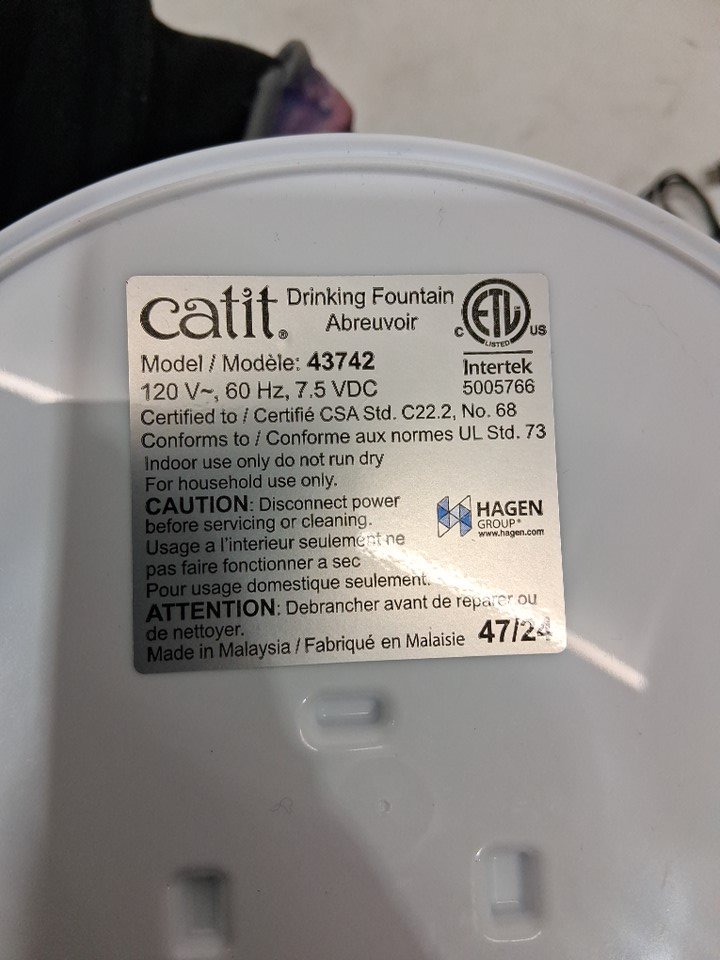 catit® Drinking Fountain
Abreuvoir
ETL
C US
LISTED
Intertek
5005766
Model / Modèle: 43742
120 V~, 60 Hz, 7.5 VDC
Certified to / Certifié CSA Std. C22.2, No. 68
Conforms to / Conforme aux normes UL Std. 73
Indoor use only do not run dry
For household use only.
CAUTION: Disconnect power
before servicing or cleaning.
HAGEN
GROUP®
www.hagen.com
Usage a l'interieur seulement ne
pas faire fonctionner a sec
Pour usage domestique seulement.
ATTENTION: Debrancher avant de reparer ou
de nettoyer.
Made in Malaysia / Fabriqué en Malaisie 47/24